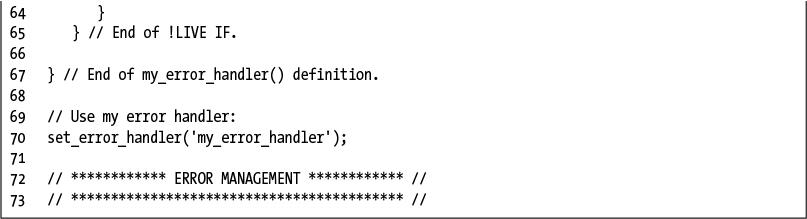 64 }
65 } // End of !LIVE IF.
66
67 } // End of my_error_handler() definition.
68
69 // Use my error handler:
70 set_error_handler('my_error_handler');
71
72 // ************ ERROR MANAGEMENT ************ //
73 // ****************************************** //